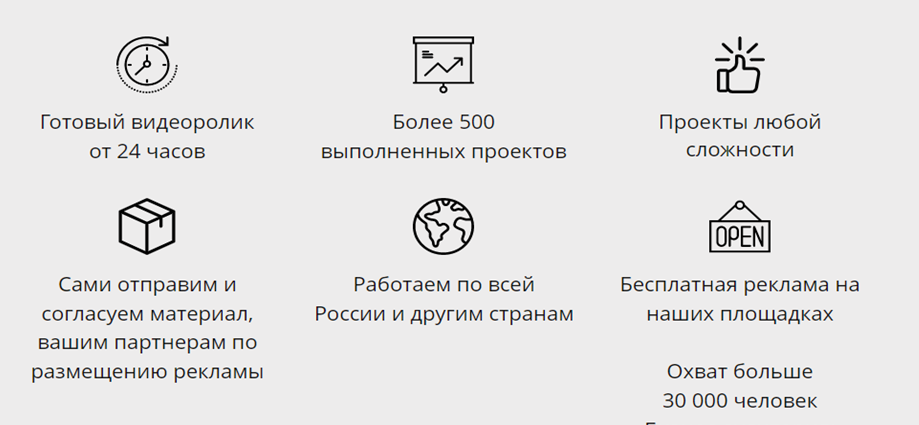 Готовый видеоролик
от 24 часов
Более 500
выполненных проектов
Проекты любой
сложности
Сами отправим и
согласуем материал,
вашим партнерам по
размещению рекламы
Работаем по всей
России и другим странам
OPEN
Бесплатная реклама на
наших площадках
Охват больше
30 000 человек